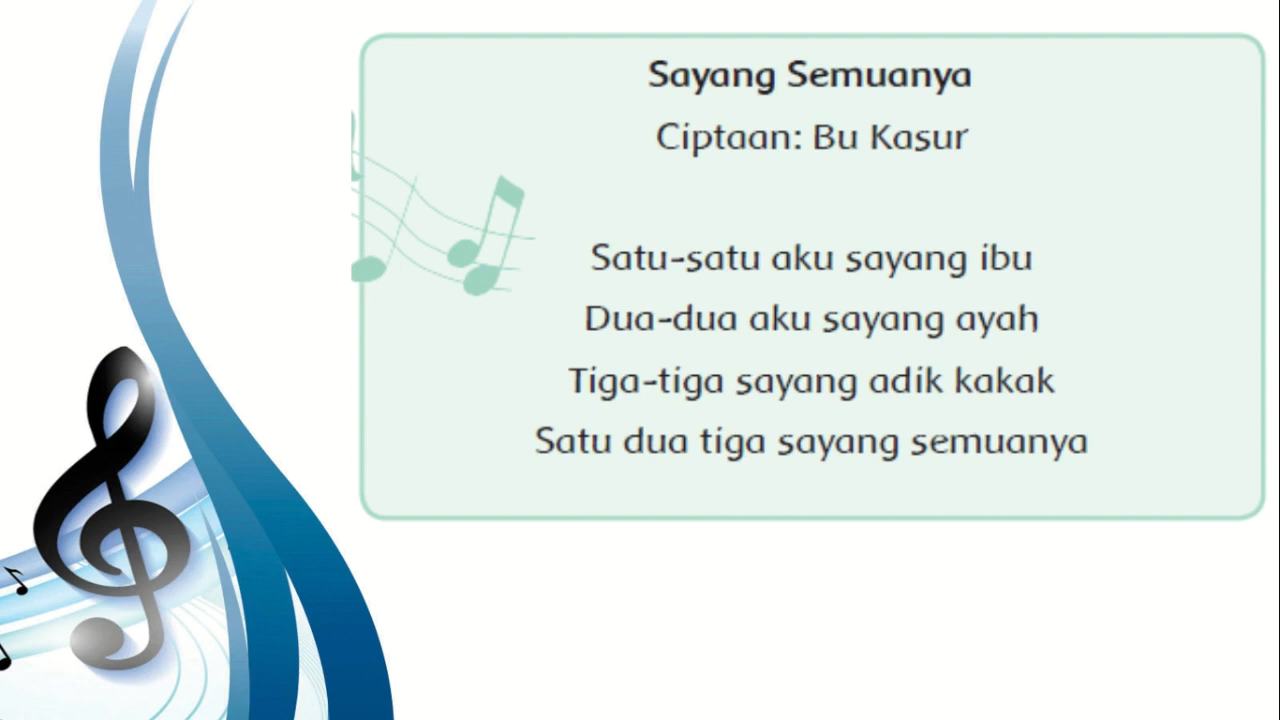 Sayang Semuanya
Ciptaan: Bu Kasur
Satu-satu aku sayang ibu
Dua-dua aku sayang ayah
Tiga-tiga sayang adik kakak
Satu dua tiga sayang semuanya